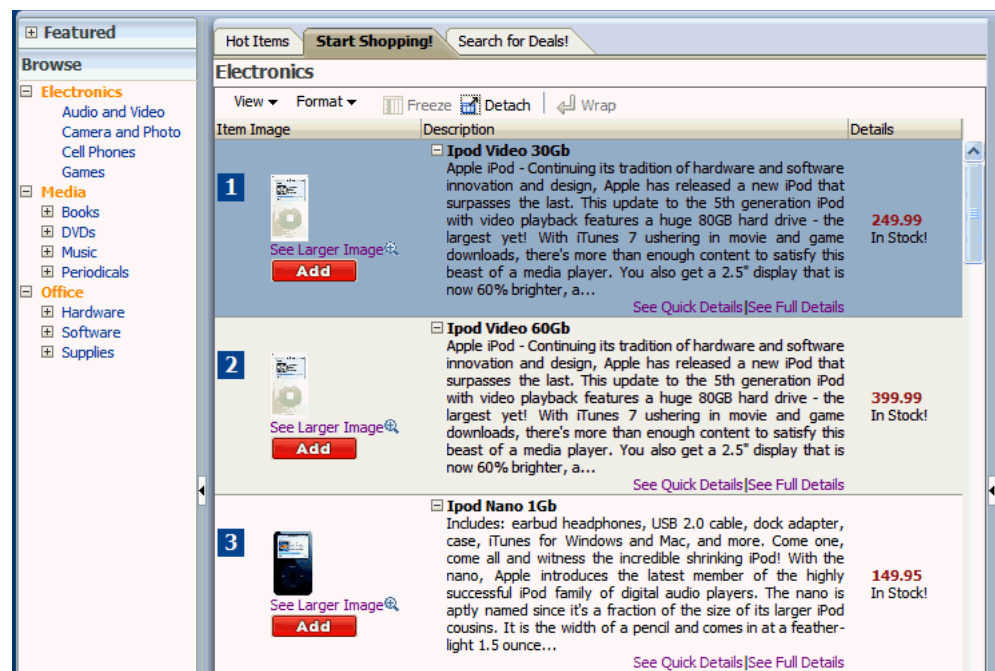 Featured
Browse
Electronics
Audio and Video
Camera and Photo
Cell Phones
Games
Media
Books
DVDs
Music
Periodicals
Office
Hardware
Software
Supplies
Hot Items Start Shopping! Search for Deals!
Electronics
View Format Freeze Detach Wrap
Item Image Description Details
1
See Larger Image
Add
Ipod Video 30Gb
Apple iPod - Continuing its tradition of hardware and software
innovation and design, Apple has released a new iPod that
surpasses the last. This update to the 5th generation iPod
with video playback features a huge 80GB hard drive - the
largest yet! With iTunes 7 ushering in movie and game
downloads, there's more than enough content to satisfy this
beast of a media player. You also get a 2.5" display that is
now 60% brighter, a...
See Quick Details|See Full Details
249.99
In Stock!
2
See Larger Image
Add
Ipod Video 60Gb
Apple iPod - Continuing its tradition of hardware and software
innovation and design, Apple has released a new iPod that
surpasses the last. This update to the 5th generation iPod
with video playback features a huge 80GB hard drive - the
largest yet! With iTunes 7 ushering in movie and game
downloads, there's more than enough content to satisfy this
beast of a media player. You also get a 2.5" display that is
now 60% brighter, a...
See Quick Details|See Full Details
399.99
In Stock!
3
See Larger Image
Add
Ipod Nano 1Gb
Includes: earbud headphones, USB 2.0 cable, dock adapter,
case, iTunes for Windows and Mac, and more. Come one,
come all and witness the incredible shrinking iPod! With the
nano, Apple introduces the latest member of the highly
successful iPod family of digital audio players. The nano is
aptly named since it's a fraction of the size of its larger iPod
cousins. It is the width of a pencil and comes in at a feather-
light 1.5 ounce...
See Quick Details|See Full Details
149.95
In Stock!